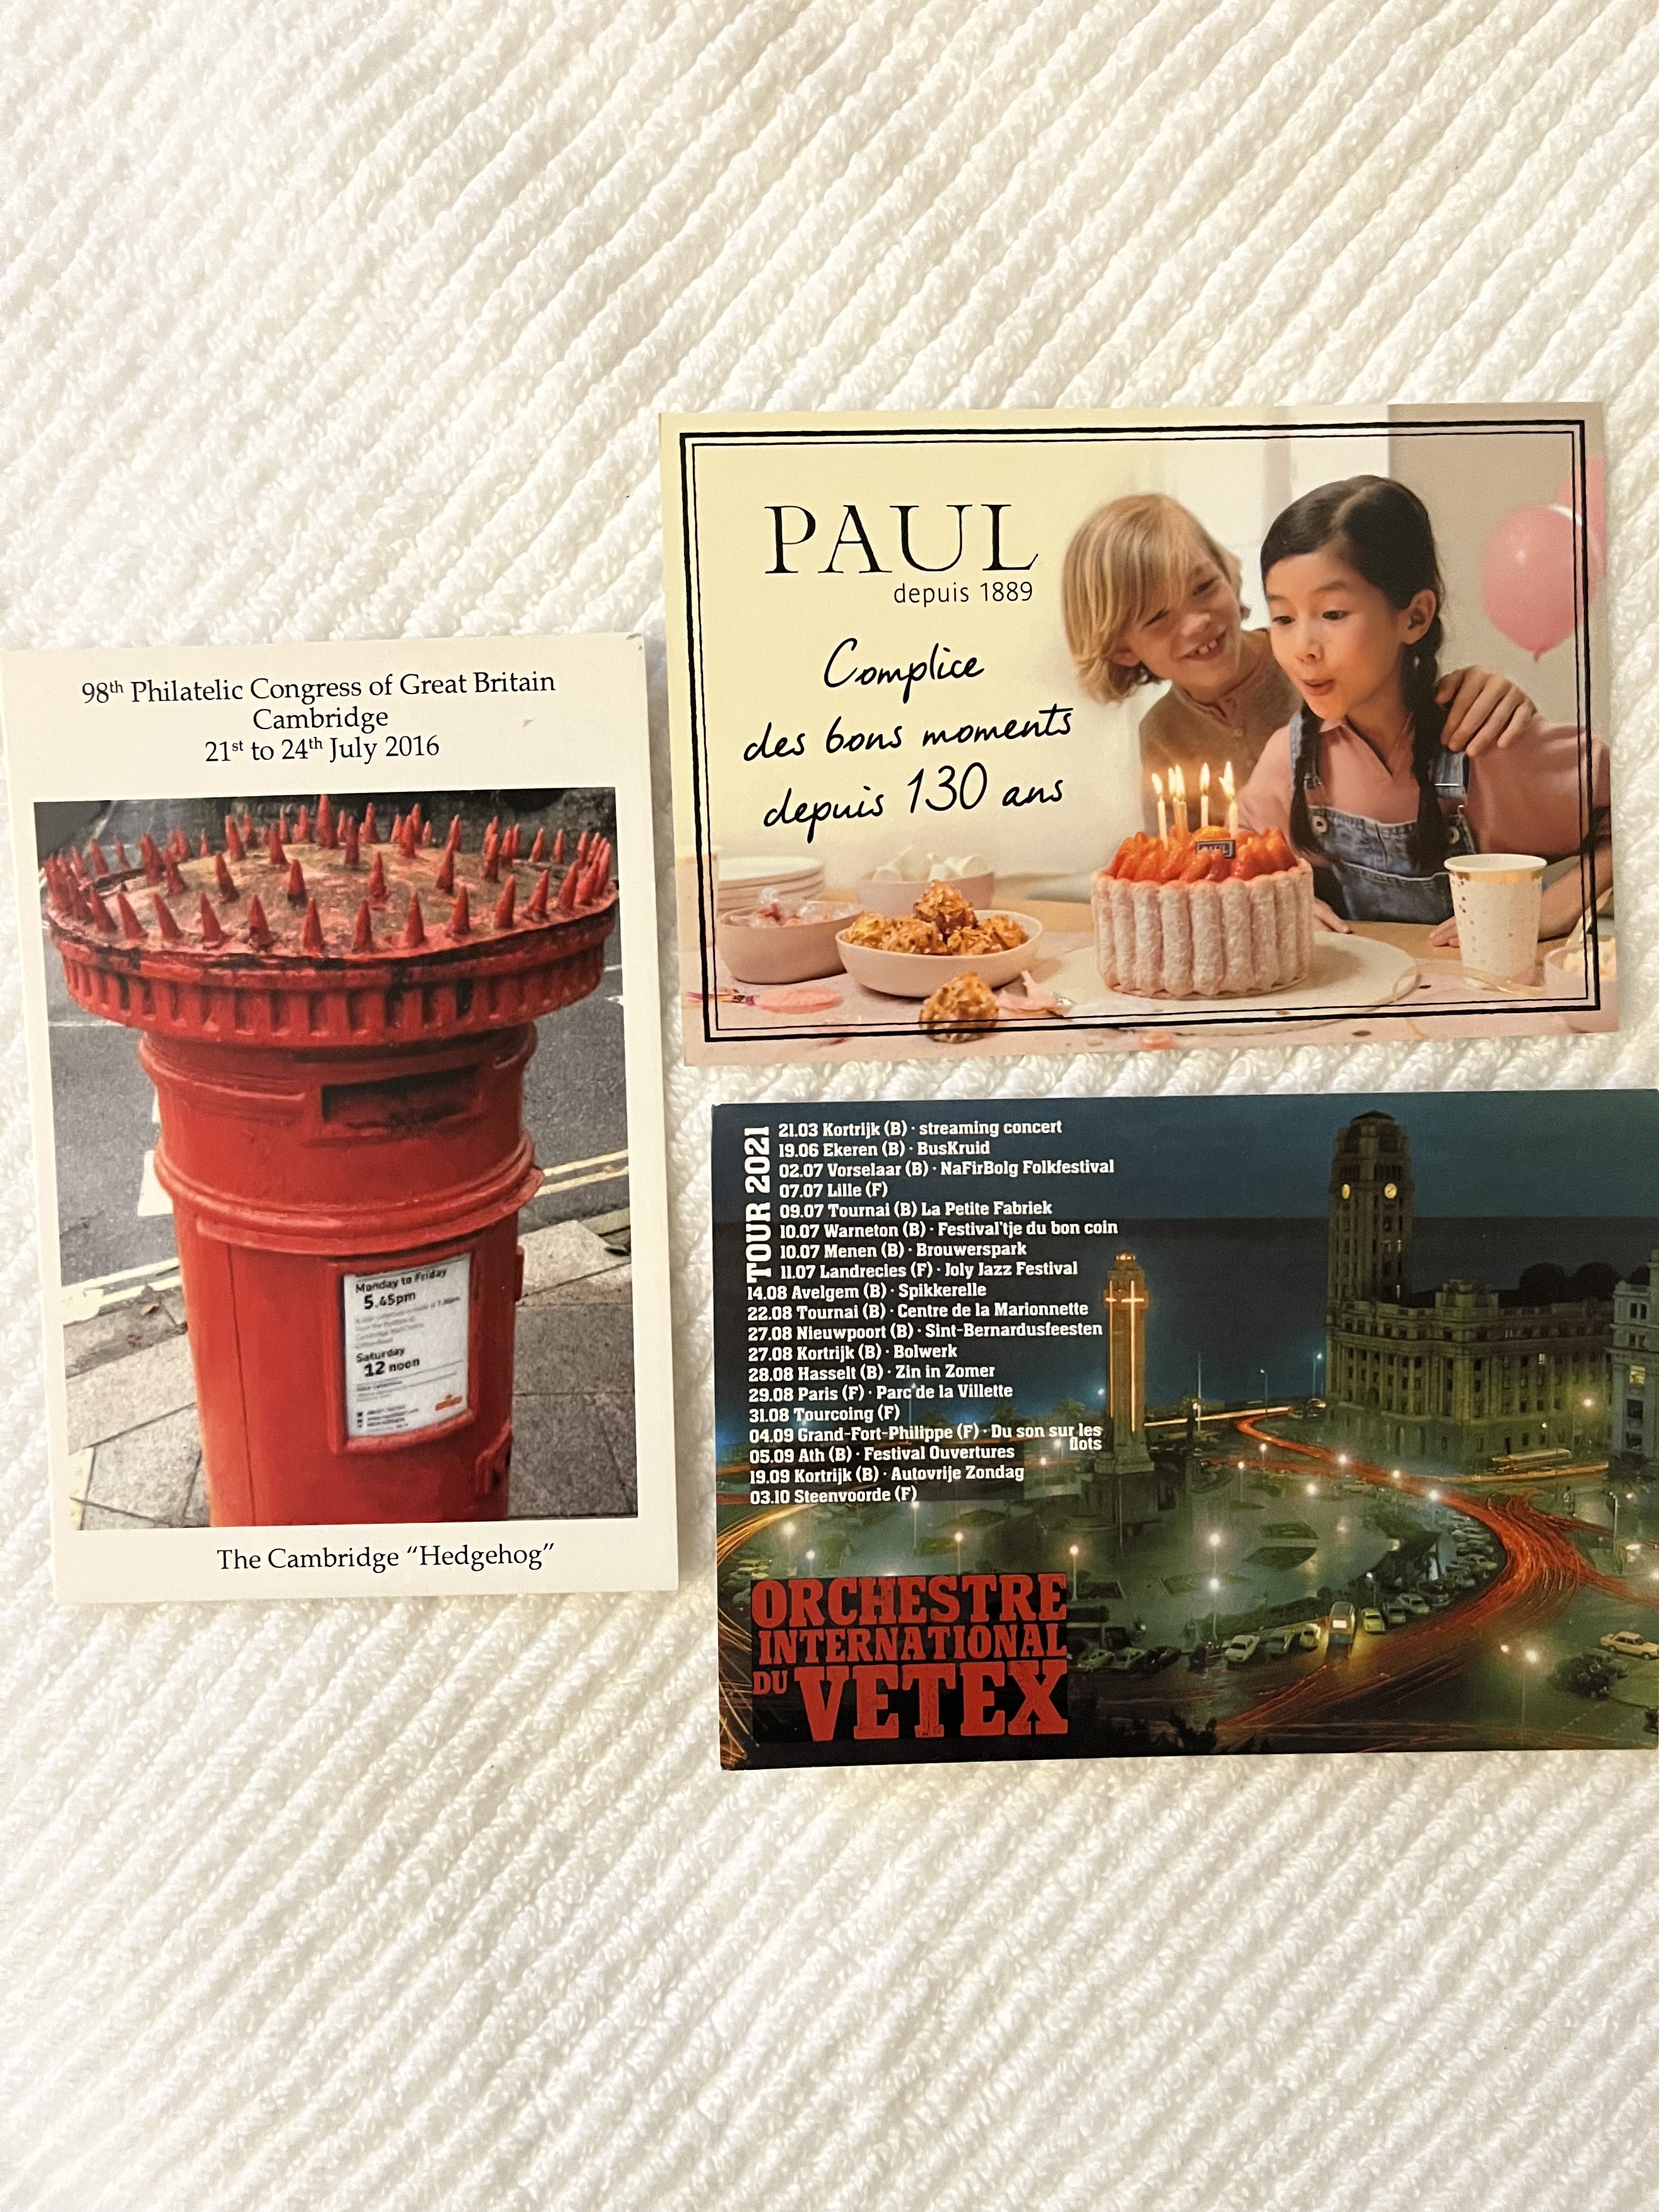 98th Philatelic Congress of Great Britain
Cambridge
21st to 24th July 2016
Monday to Friday
5.45pm
Saturday
12 noon
The Cambridge “Hedgehog”
PAUL
depuis 1889
Complice
des bons moments
depuis 130 ans
PAUL
TOUR 2021
21.03 Kortrijk (B) · streaming concert
19.06 Ekeren (B) · BusKruid
02.07 Vorselaar (B) · NaFirBolg Folkfestival
07.07 Lille (F)
09.07 Tournai (B) La Petite Fabriek
10.07 Warneton (B) · Festival'tje du bon coin
10.07 Menen (B) · Brouwerspark
11.07 Landrecies (F) · Joly Jazz Festival
14.08 Avelgem (B) · Spikkerelle
22.08 Tournai (B) · Centre de la Marionnette
27.08 Nieuwpoort (B) · Sint-Bernardusfeesten
27.08 Kortrijk (B) · Bolwerk
28.08 Hasselt (B) · Zin in Zomer
29.08 Paris (F) · Parc de la Villette
31.08 Tourcoing (F)
04.09 Grand-Fort-Philippe (F) · Du son sur les
flots
05.09 Ath (B) · Festival Ouvertures
19.09 Kortrijk (B) · Autovrije Zondag
03.10 Steenvoorde (F)
ORCHESTRE
INTERNATIONAL
DU VETEX